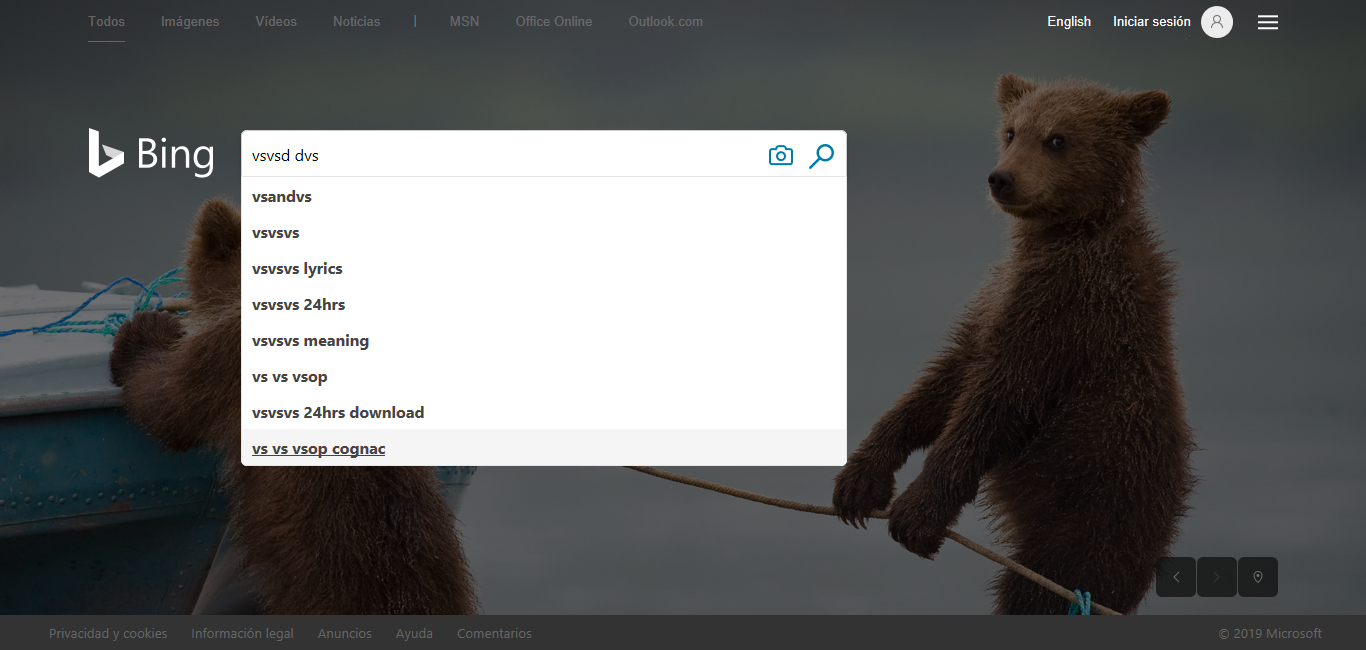 Todos Imágenes Vídeos Noticias | MSN Office Online Outlook.com English Iniciar sesión
Bing
vsvsd dvs
vsandvs
vsvsvs
vsvsvs lyrics
vsvsvs 24hrs
vsvsvs meaning
vs vs vsop
vsvsvs 24hrs download
vs vs vsop cognac
Privacidad y cookies Información legal Anuncios Ayuda Comentarios © 2019 Microsoft